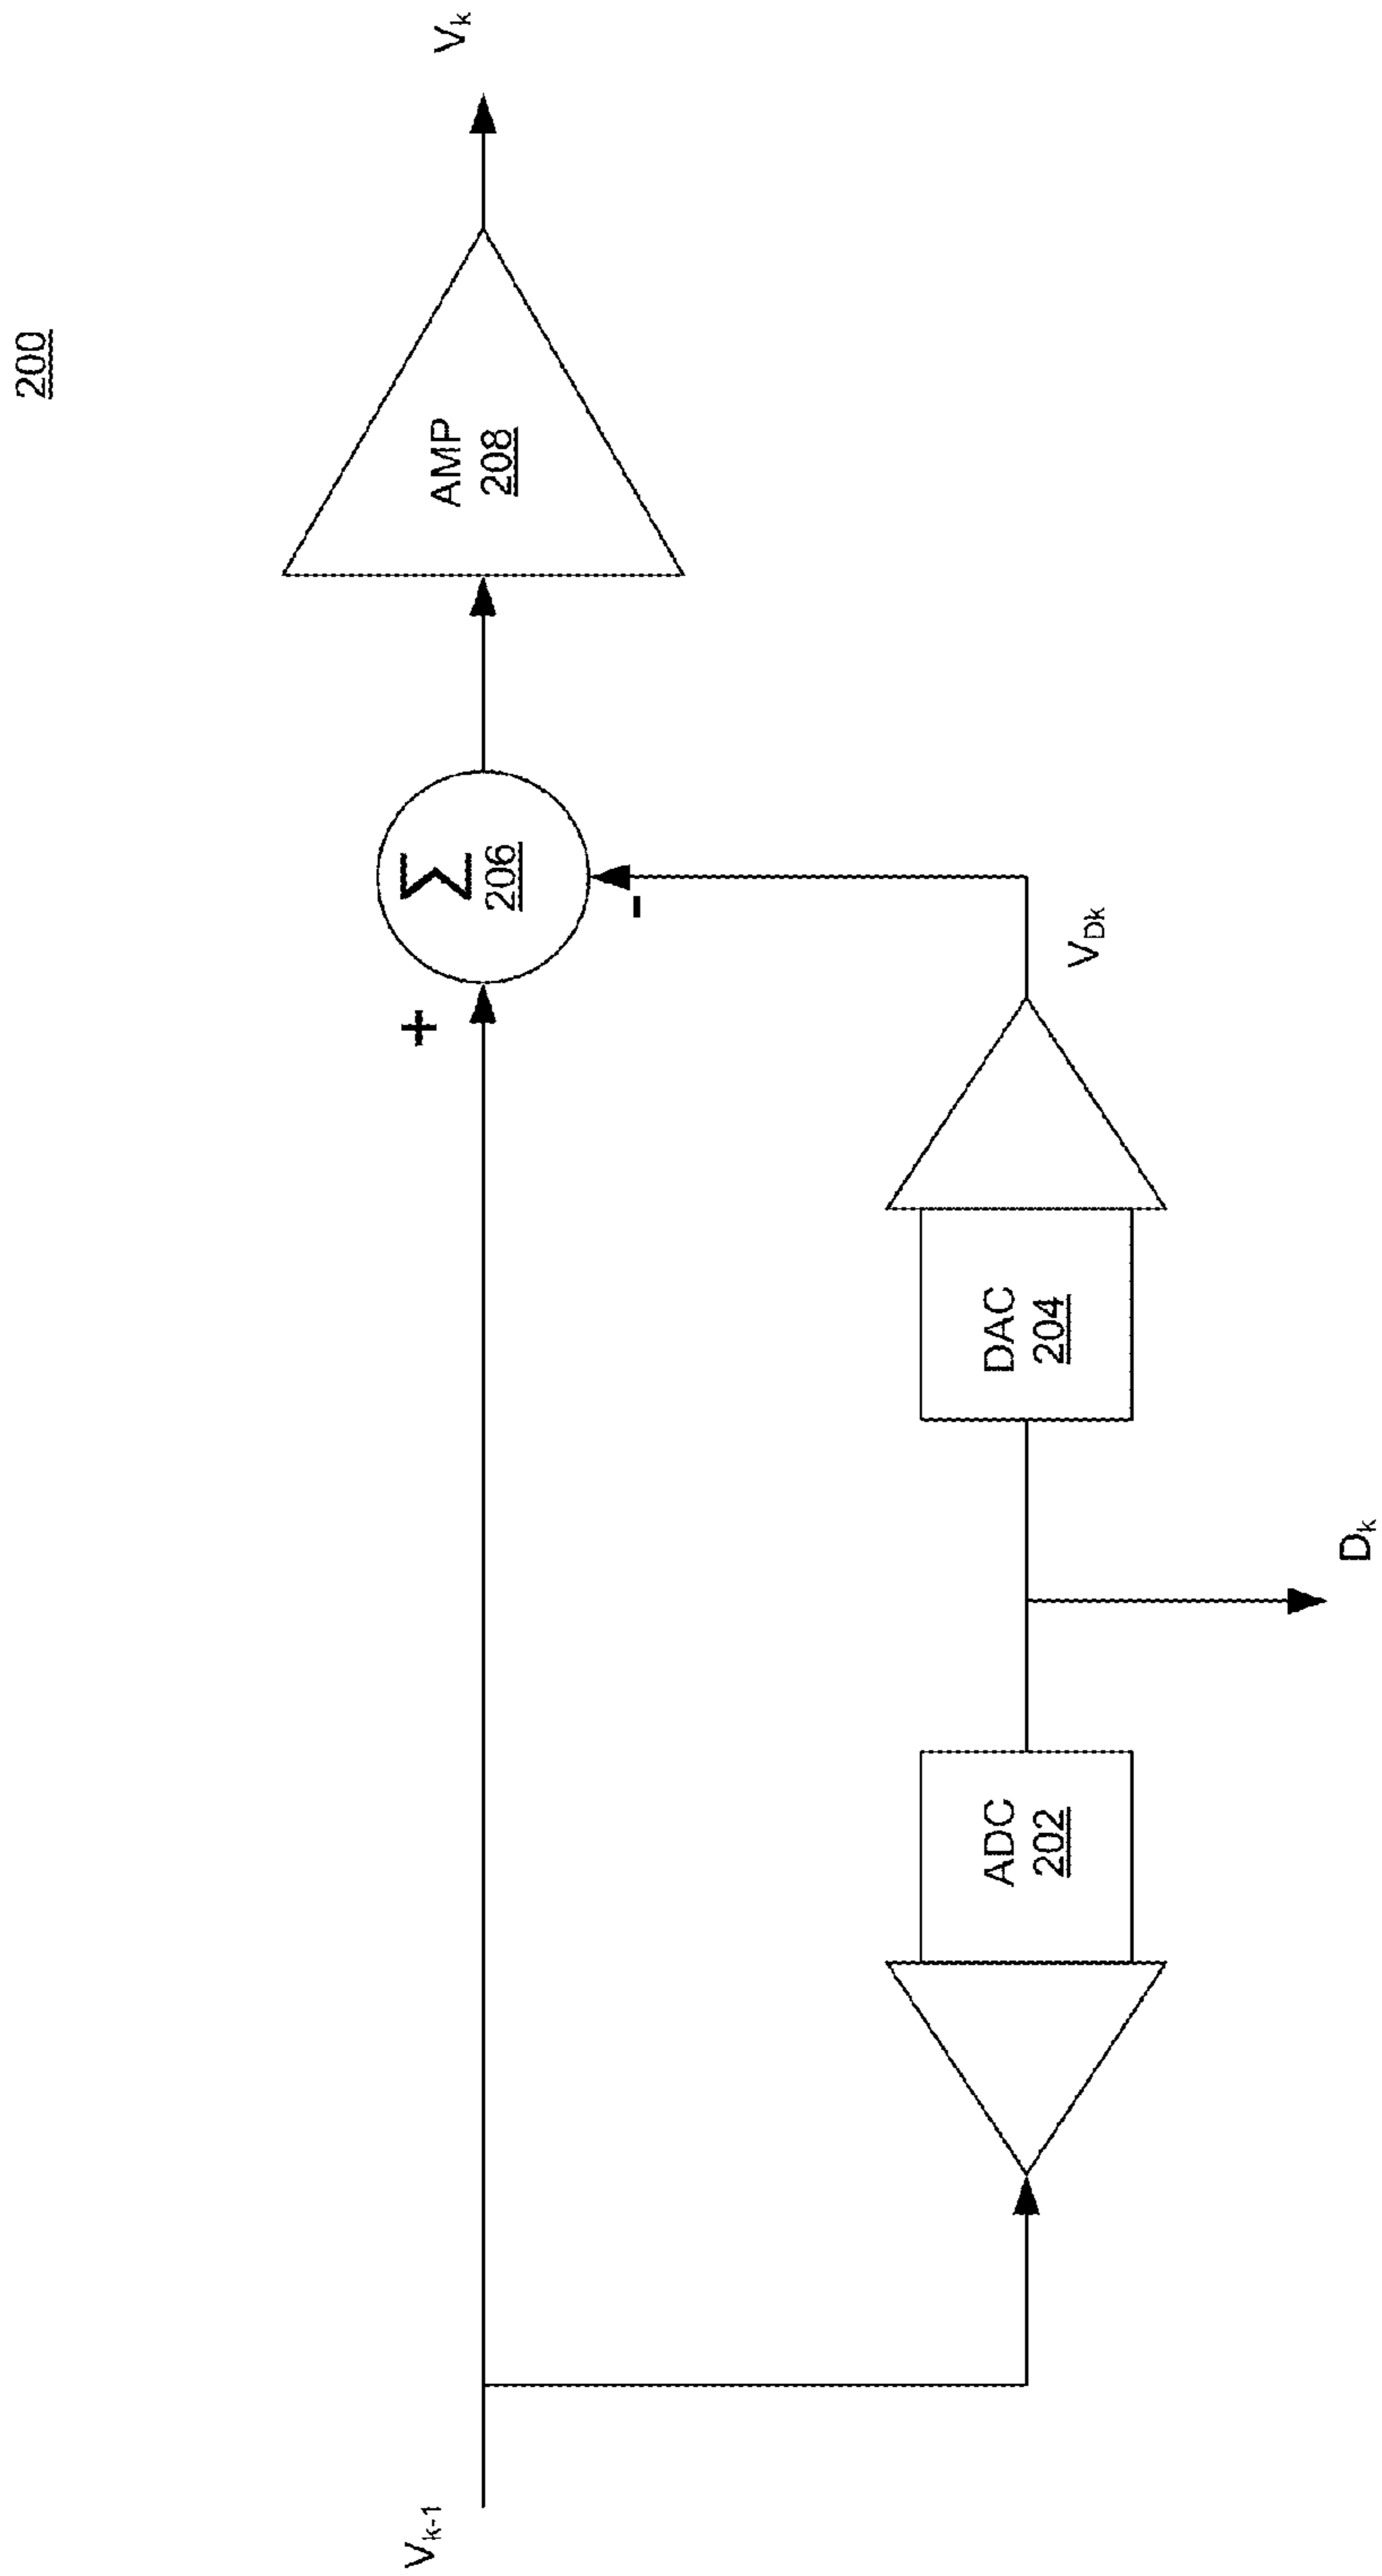 200
V_k-1
+
Σ
206
-
AMP
208
V_k
ADC
202
DAC
204
V_Dk
D_k